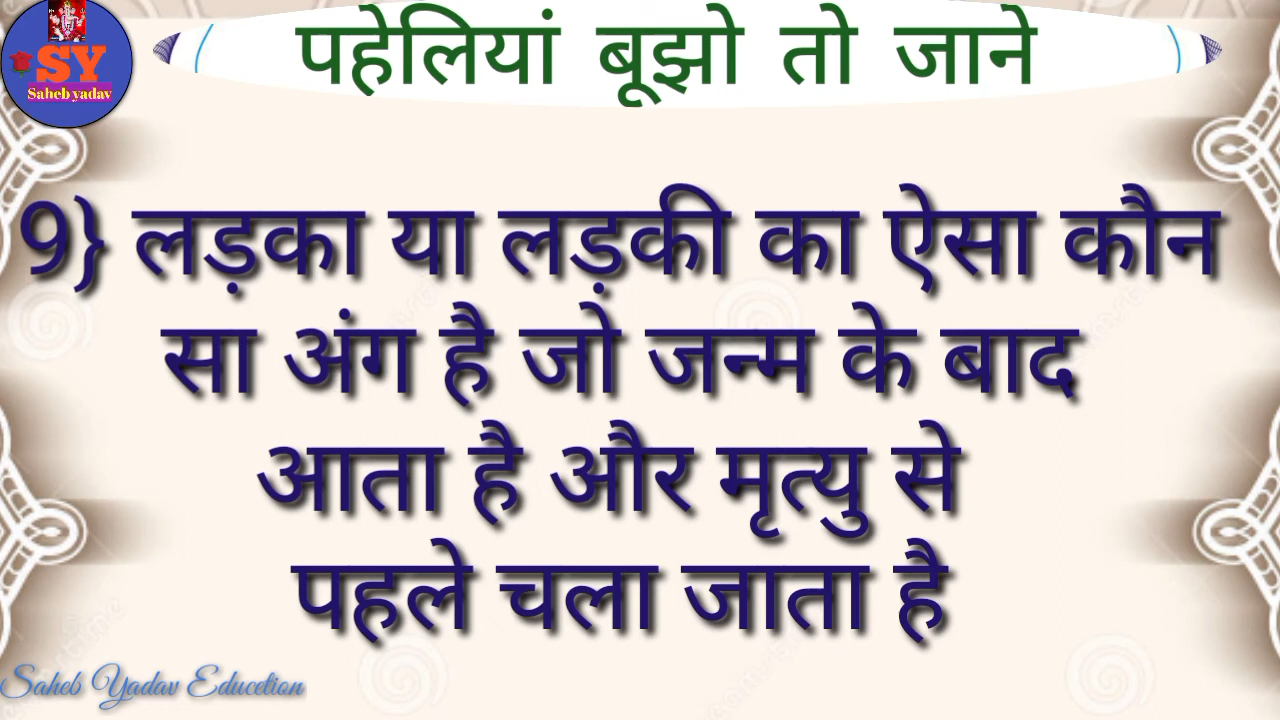 पहेलियां बूझो तो जाने
SY
Saheb yadav
9} लड़का या लड़की का ऐसा कौन
सा अंग है जो जन्म के बाद
आता है और मृत्यु से
पहले चला जाता है
Saheb Yadav Educetion